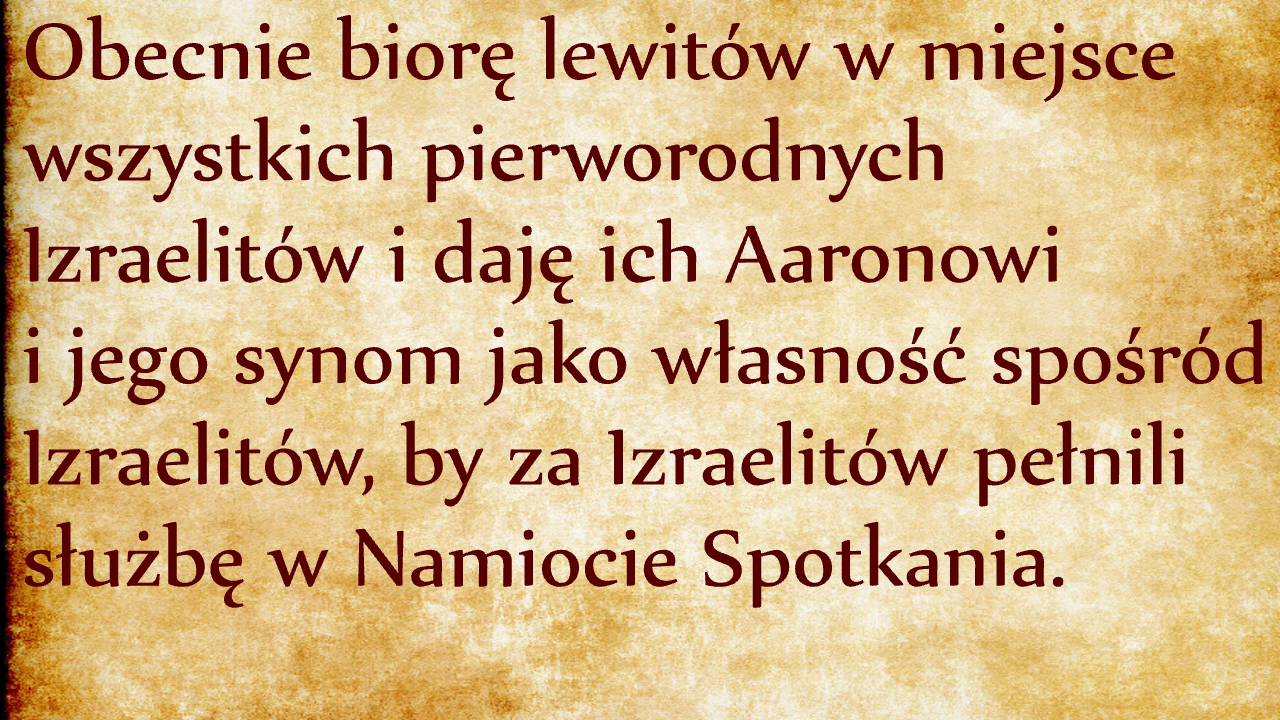 Obecnie biorę lewitów w miejsce
wszystkich pierworodnych
Izraelitów i daję ich Aaronowi
i jego synom jako własność spośród
Izraelitów, by za Izraelitów pełnili
służbę w Namiocie Spotkania.